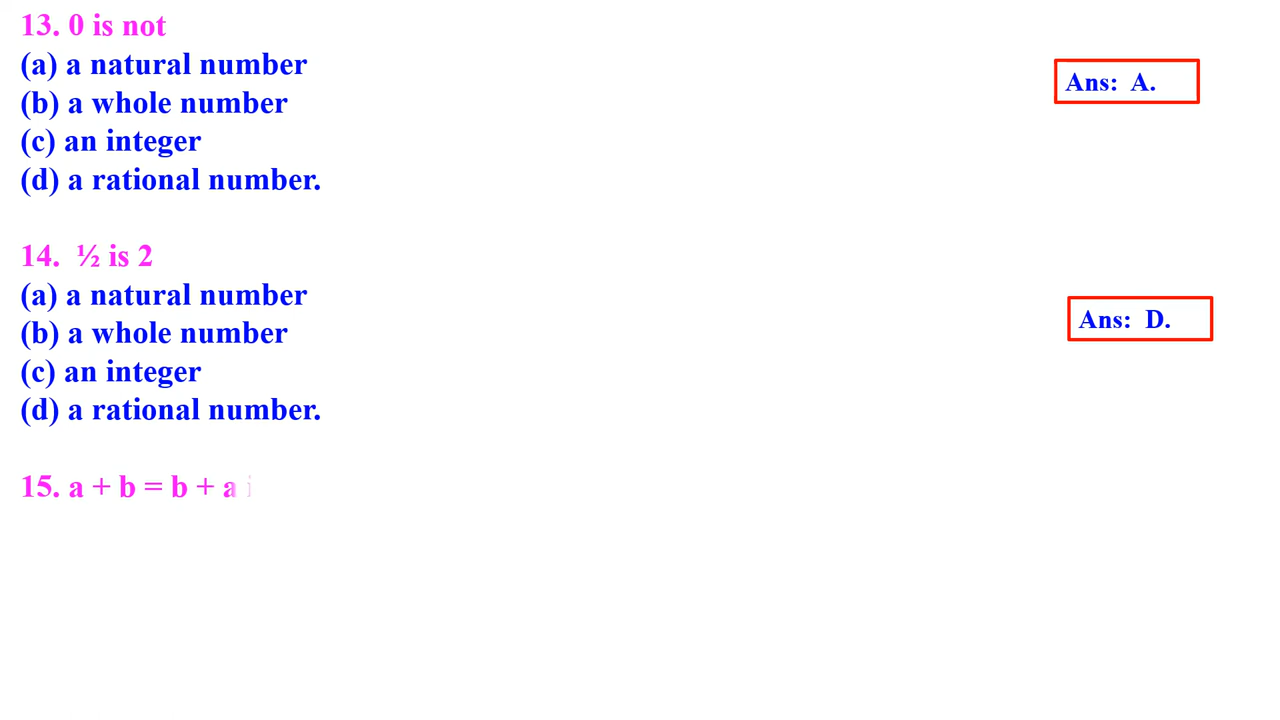 13. 0 is not
(a) a natural number
(b) a whole number
(c) an integer
(d) a rational number.
Ans: A.
14. ½ is 2
(a) a natural number
(b) a whole number
(c) an integer
(d) a rational number.
Ans: D.
15. a + b = b + a